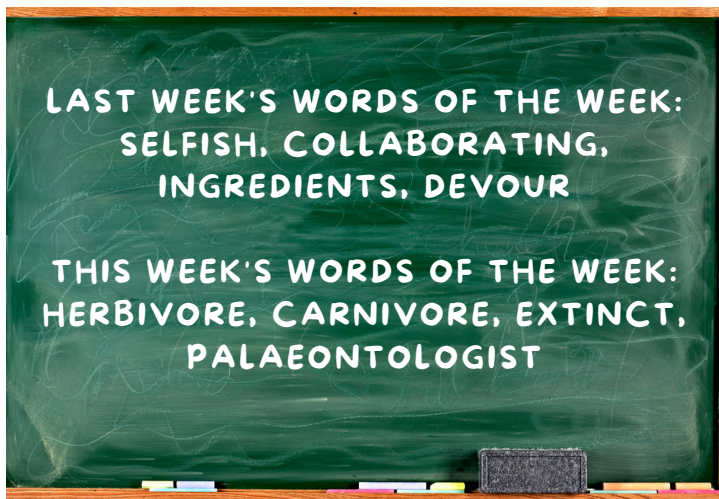 LAST WEEK'S WORDS OF THE WEEK:
SELFISH, COLLABORATING,
INGREDIENTS, DEVOUR
THIS WEEK'S WORDS OF THE WEEK:
HERBIVORE, CARNIVORE, EXTINCT,
PALAEONTOLOGIST